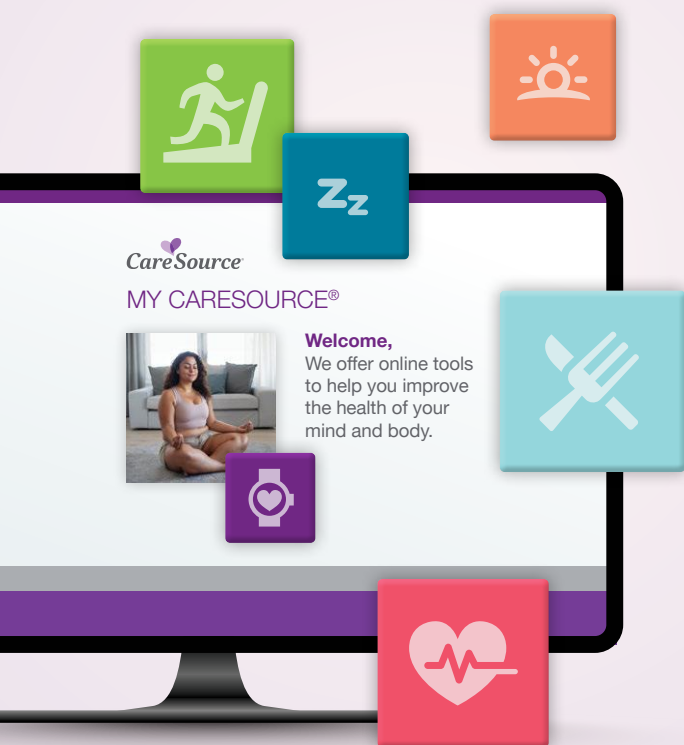 Zz
CareSource
MY CARESOURCE®
Welcome,
We offer online tools
to help you improve
the health of your
mind and body.